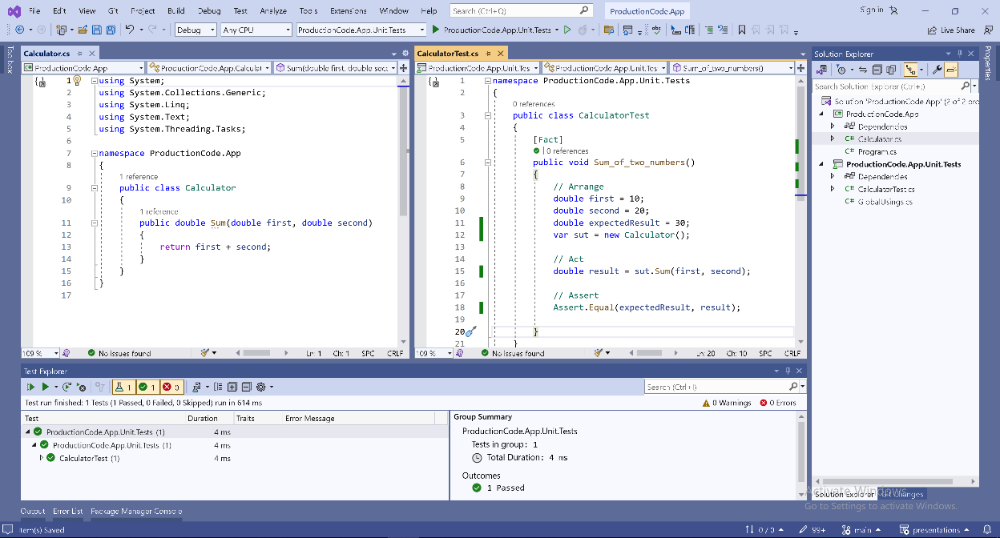 File Edit View Git Project Build Debug Test Analyze Tools Extensions Window Help Search (Ctrl+Q) ProductionCode.App Sign in
Debug Any CPU ProductionCode.App.Unit.Tests ProductionCode.App.Unit.Tests Live Share
Toolbox
Calculator.cs
ProductionCode.App ProductionCode.App.Calculat Sum(double first, double sec
1 using System;
2 using System.Collections.Generic;
3 using System.Linq;
4 using System.Text;
5 using System.Threading.Tasks;
6
7 namespace ProductionCode.App
8 {
1 reference
9 public class Calculator
10 {
1 reference
11 public double Sum(double first, double second)
12 {
13 return first + second;
14 }
15 }
16 }
17
109 % No issues found Ln: 1 Ch: 1 SPC CRLF
CalculatorTest.cs
ProductionCode.App.Unit.Tes ProductionCode.App.Unit.Tes Sum_of_two_numbers()
1 namespace ProductionCode.App.Unit.Tests
2 {
0 references
3 public class CalculatorTest
4 {
5 [Fact]
| 0 references
6 public void Sum_of_two_numbers()
7 {
8 // Arrange
9 double first = 10;
10 double second = 20;
11 double expectedResult = 30;
12 var sut = new Calculator();
13
14 // Act
15 double result = sut.Sum(first, second);
16
17 // Assert
18 Assert.Equal(expectedResult, result);
19
20 }
21 }
109 % No issues found Ln: 20 Ch: 10 SPC CRLF
Solution Explorer
Search Solution Explorer (Ctrl+;)
Solution 'ProductionCode.App' (2 of 2 pro
ProductionCode.App
Dependencies
C# Calculator.cs
C# Program.cs
ProductionCode.App.Unit.Tests
Dependencies
C# CalculatorTest.cs
C# GlobalUsings.cs
Properties
Solution Explorer Git Changes
Activate Windows
Go to Settings to activate Windows.
Test Explorer
1 1 0 Search (Ctrl+I)
Test run finished: 1 Tests (1 Passed, 0 Failed, 0 Skipped) run in 614 ms 0 Warnings 0 Errors
Test Duration Traits Error Message
ProductionCode.App.Unit.Tests (1) 4 ms
ProductionCode.App.Unit.Tests (1) 4 ms
CalculatorTest (1) 4 ms
Group Summary
ProductionCode.App.Unit.Tests
Tests in group: 1
Total Duration: 4 ms
Outcomes
1 Passed
Output Error List Package Manager Console
Item(s) Saved 0 / 0 99+ main presentations